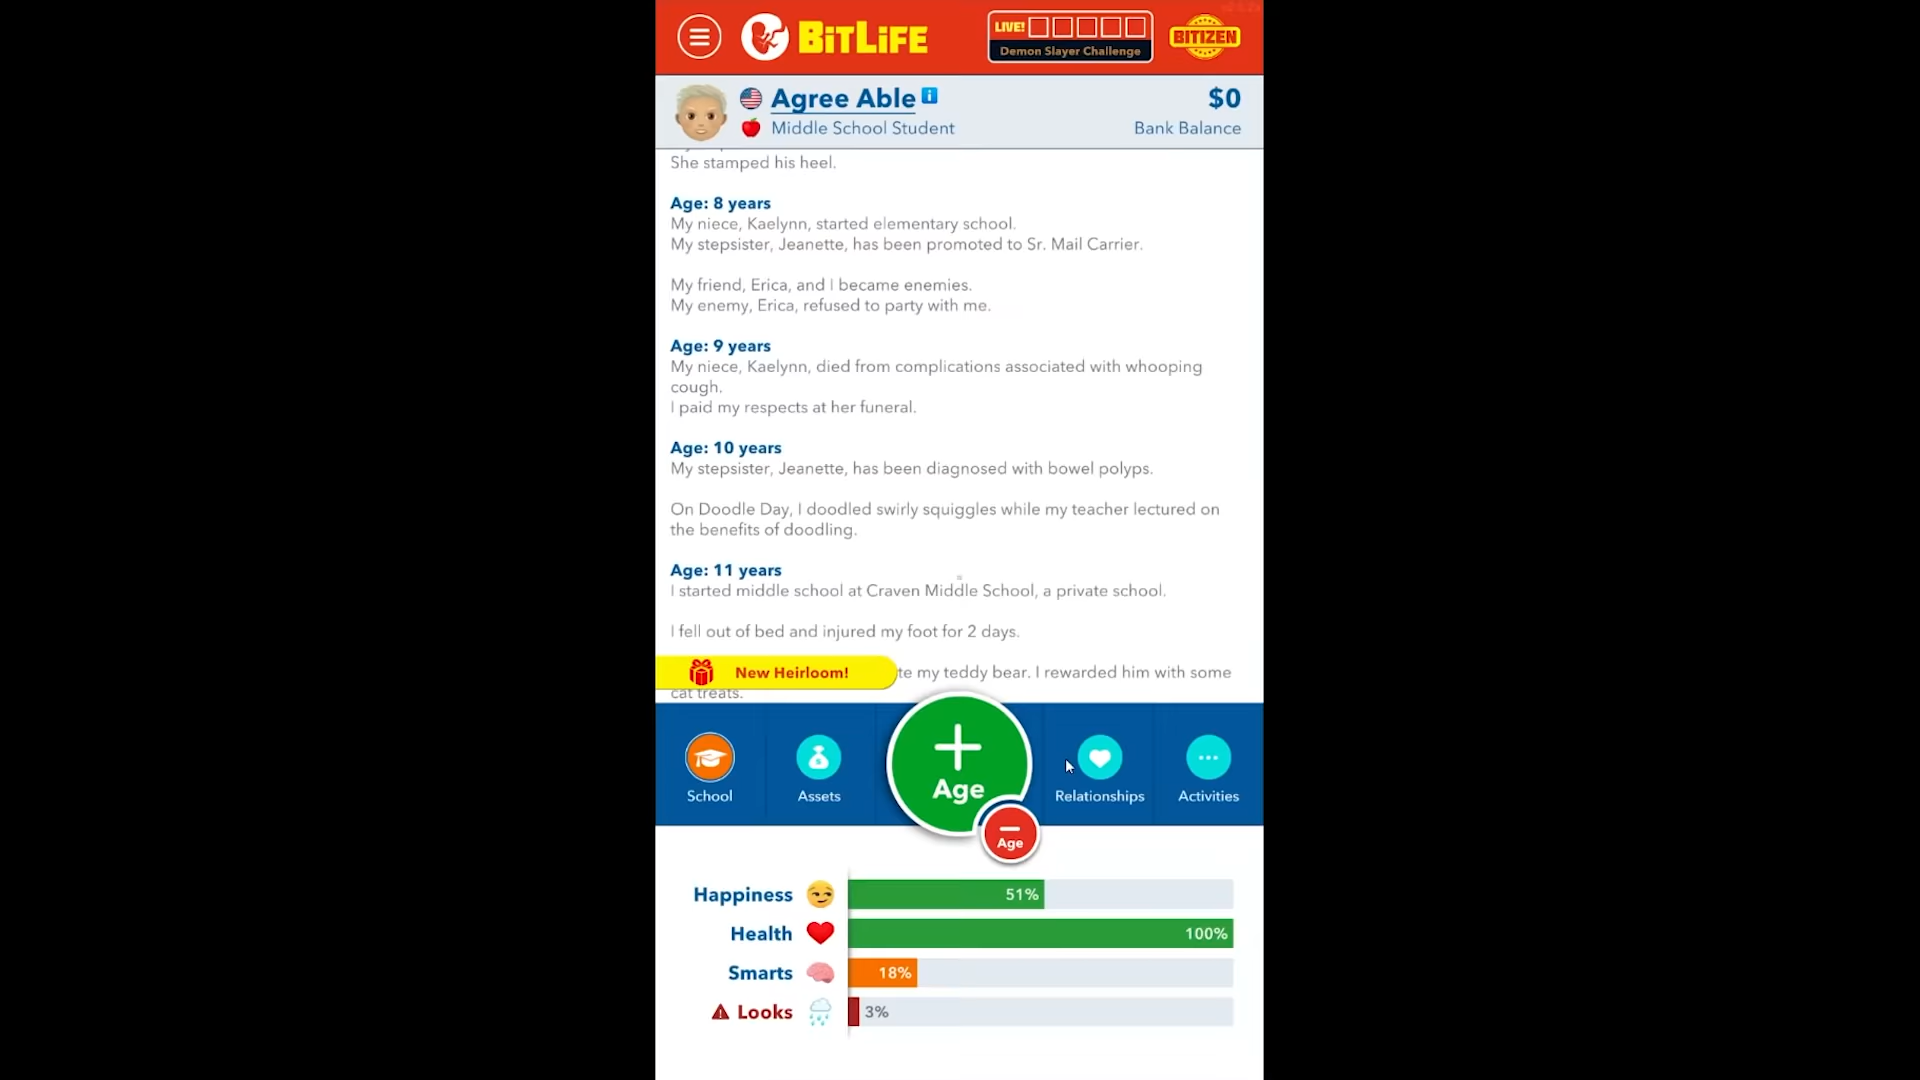 BiTLiFE
LIVE!
Demon Slayer Challenge
BITIZEN
Agree Able
$0
Middle School Student
Bank Balance
She stamped his heel.
Age: 8 years
My niece, Kaelynn, started elementary school.
My stepsister, Jeanette, has been promoted to Sr. Mail Carrier.
My friend, Erica, and I became enemies.
My enemy, Erica, refused to party with me.
Age: 9 years
My niece, Kaelynn, died from complications associated with whooping
cough.
I paid my respects at her funeral.
Age: 10 years
My stepsister, Jeanette, has been diagnosed with bowel polyps.
On Doodle Day, I doodled swirly squiggles while my teacher lectured on
the benefits of doodling.
Age: 11 years
I started middle school at Craven Middle School, a private school.
I fell out of bed and injured my foot for 2 days.
New Heirloom! te my teddy bear. I rewarded him with some
cat treats.
School
Assets
Age
Relationships
Activities
Age
Happiness 51%
Health 100%
Smarts 18%
Looks 3%